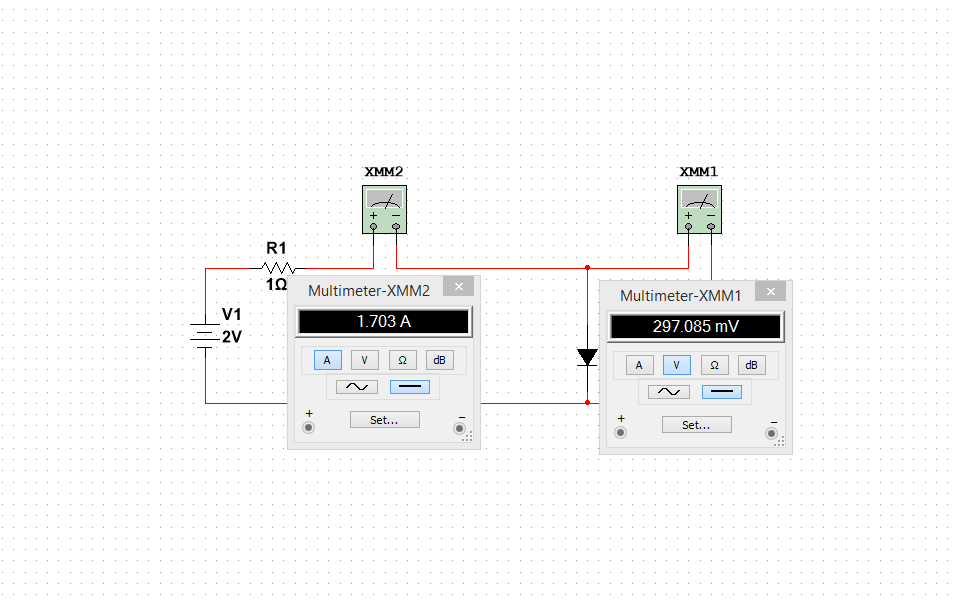 XMM2
XMM1
R1
1Ω
V1
2V
Multimeter-XMM2
1.703 A
A V Ω dB
Set...
+ −
Multimeter-XMM1
297.085 mV
A V Ω dB
Set...
+ −